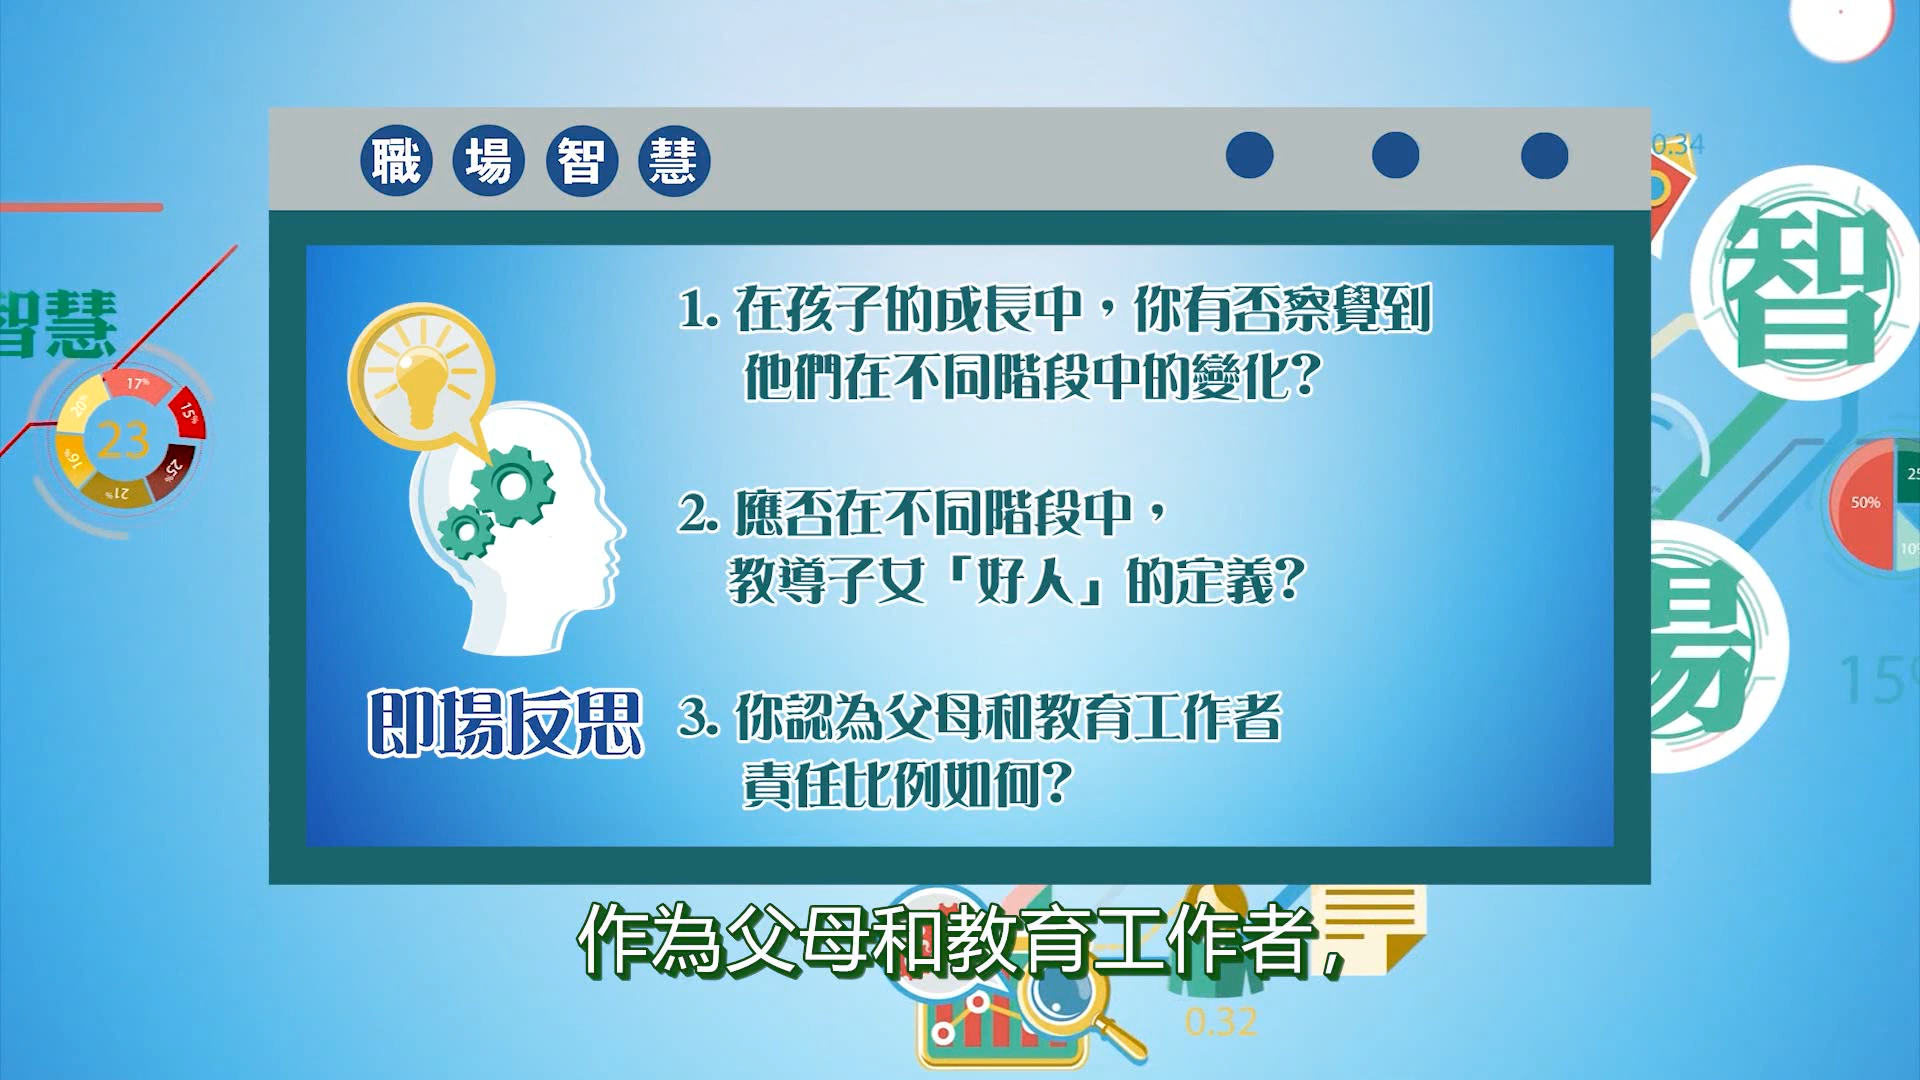 職場智慧
0.34
智
智慧
17%
20%
15%
23
16%
25%
21%
50%
場
15%
1. 在孩子的成長中，你有否察覺到
他們在不同階段中的變化?
2. 應否在不同階段中，
教導子女「好人」的定義?
即場反思
3. 你認為父母和教育工作者
責任比例如何?
作為父母和教育工作者,
0.32